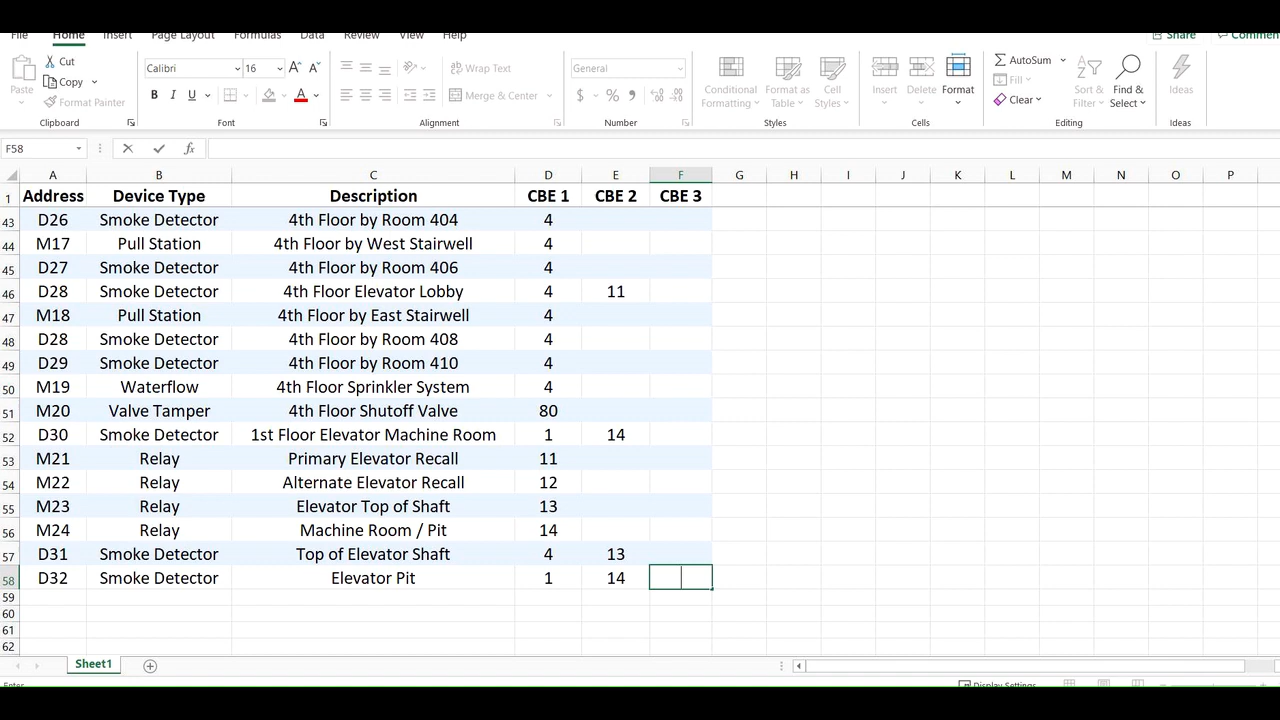 File Home Insert Page Layout Formulas Data Review View Help Share Commen
Cut
Copy
Format Painter
Paste
Calibri 16 A A
B I U A
Wrap Text
Merge & Center
General
$ % ,
Conditional Formatting
Format as Table
Cell Styles
Insert Delete Format
AutoSum
Fill
Clear
Sort & Filter
Find & Select
Ideas
Clipboard Font Alignment Number Styles Cells Editing Ideas
F58 fx
A B C D E F G H I J K L M N O P
1 Address Device Type Description CBE 1 CBE 2 CBE 3
43 D26 Smoke Detector 4th Floor by Room 404 4
44 M17 Pull Station 4th Floor by West Stairwell 4
45 D27 Smoke Detector 4th Floor by Room 406 4
46 D28 Smoke Detector 4th Floor Elevator Lobby 4 11
47 M18 Pull Station 4th Floor by East Stairwell 4
48 D28 Smoke Detector 4th Floor by Room 408 4
49 D29 Smoke Detector 4th Floor by Room 410 4
50 M19 Waterflow 4th Floor Sprinkler System 4
51 M20 Valve Tamper 4th Floor Shutoff Valve 80
52 D30 Smoke Detector 1st Floor Elevator Machine Room 1 14
53 M21 Relay Primary Elevator Recall 11
54 M22 Relay Alternate Elevator Recall 12
55 M23 Relay Elevator Top of Shaft 13
56 M24 Relay Machine Room / Pit 14
57 D31 Smoke Detector Top of Elevator Shaft 4 13
58 D32 Smoke Detector Elevator Pit 1 14
59
60
61
62
Sheet1
Enter Display Settings